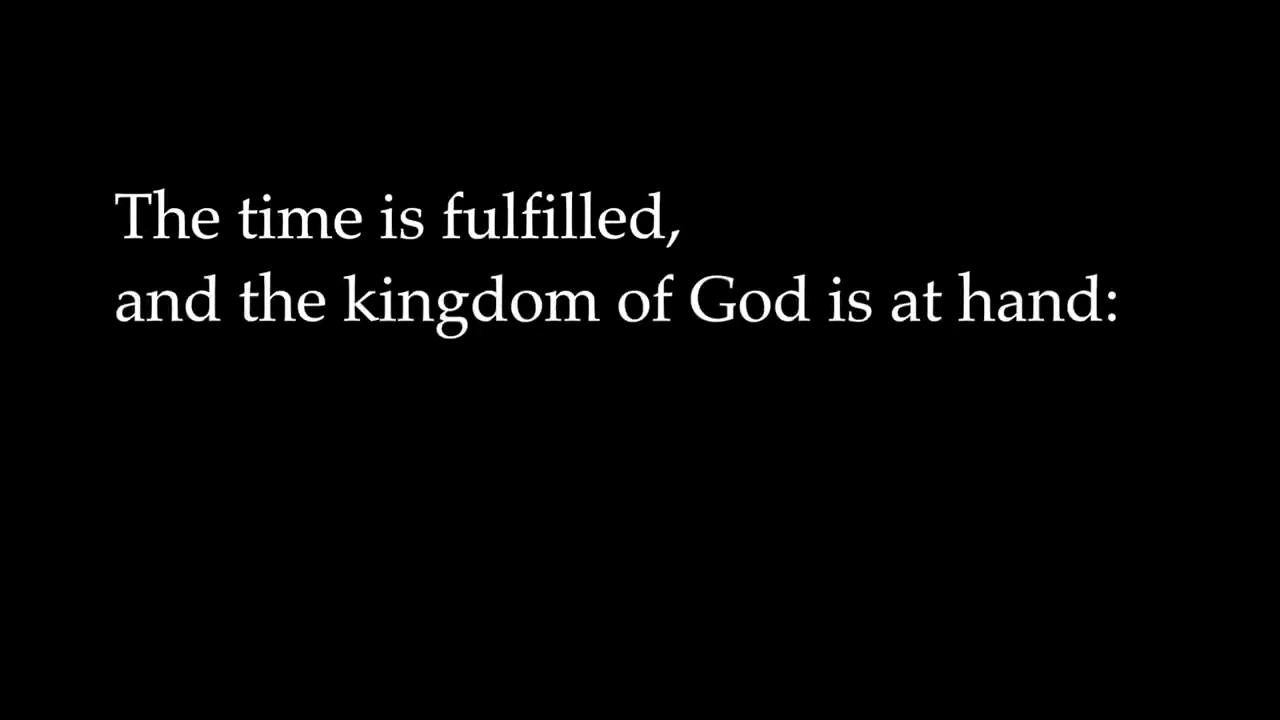 The time is fulfilled,
and the kingdom of God is at hand: